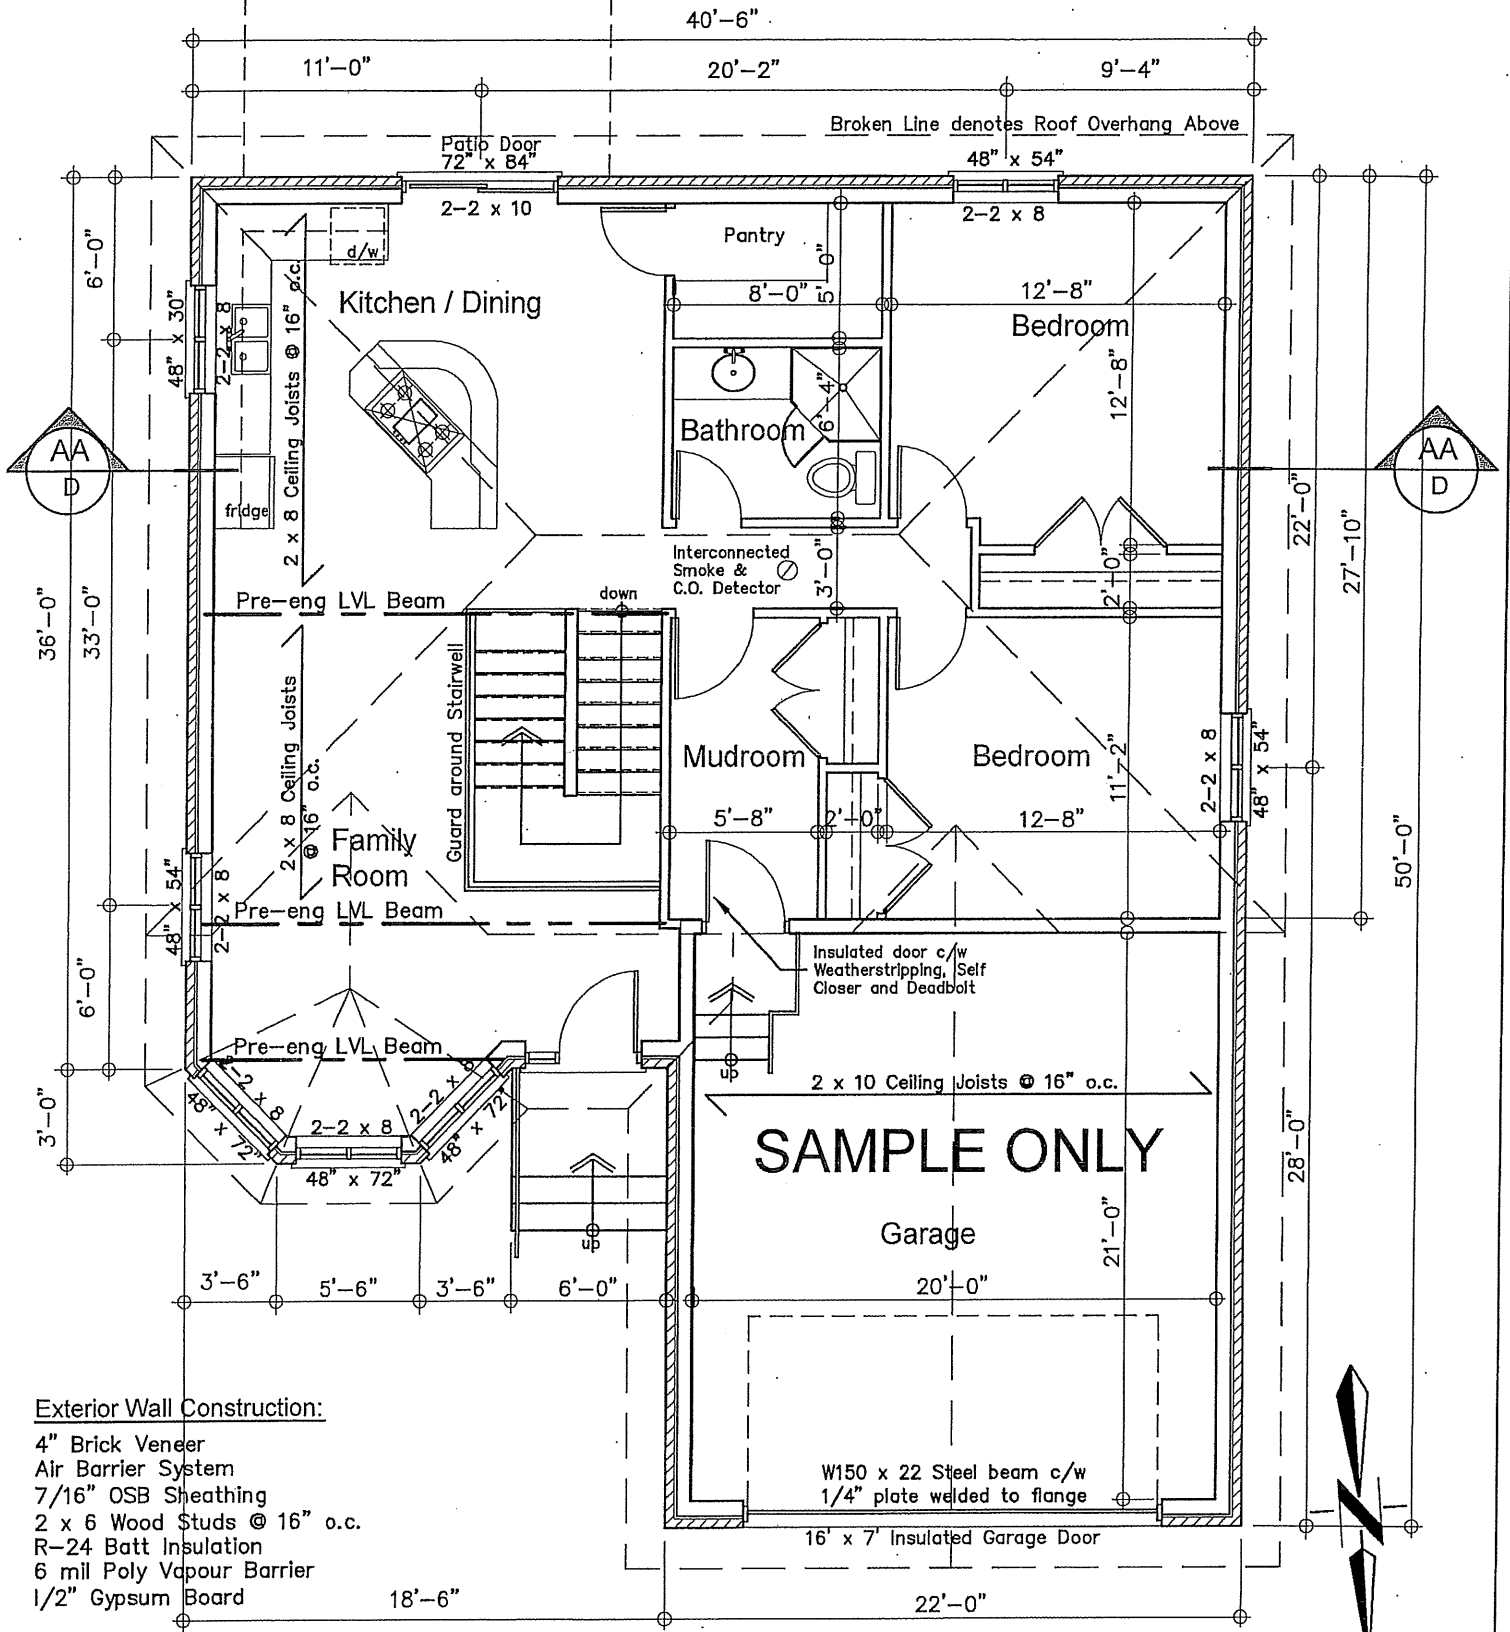 40'-6"
11'-0"
20'-2"
9'-4"
Broken Line denotes Roof Overhang Above
Patio Door
72" x 84"
48" x 54"
2-2 x 10
2-2 x 8
d/w
Pantry
6'-0"
5'-0"
8'-0"
12'-8"
Kitchen / Dining
Bedroom
48" x 30"
2-2 x 8
2 x 8 Ceiling Joists @ 16" o.c.
12'-8"
6'-4"
Bathroom
AA
D
AA
D
fridge
22'-0"
27'-10"
Interconnected
Smoke &
C.O. Detector
3'-0"
2'-0"
36'-0"
33'-0"
Pre-eng LVL Beam
down
Guard around Stairwell
2 x 8 Ceiling Joists
@ 16" o.c.
Mudroom
Bedroom
11'-2"
2-2 x 8
48" x 54"
5'-8"
2'-0"
12-8"
Family
Room
50'-0"
48" x 54"
2-2 x 8
Pre-eng LVL Beam
Insulated door c/w
Weatherstripping, Self
Closer and Deadbolt
6'-0"
Pre-eng LVL Beam
up
2 x 10 Ceiling Joists @ 16" o.c.
3'-0"
2-2 x 8
48" x 72"
2-2 x 8
48" x 72"
2-2 x 8
48" x 72"
SAMPLE ONLY
28'-0"
Garage
21'-0"
up
3'-6"
5'-6"
3'-6"
6'-0"
20'-0"
Exterior Wall Construction:
4" Brick Veneer
Air Barrier System
7/16" OSB Sheathing
2 x 6 Wood Studs @ 16" o.c.
R-24 Batt Insulation
6 mil Poly Vapour Barrier
1/2" Gypsum Board
W150 x 22 Steel beam c/w
1/4" plate welded to flange
16' x 7' Insulated Garage Door
N
18'-6"
22'-0"